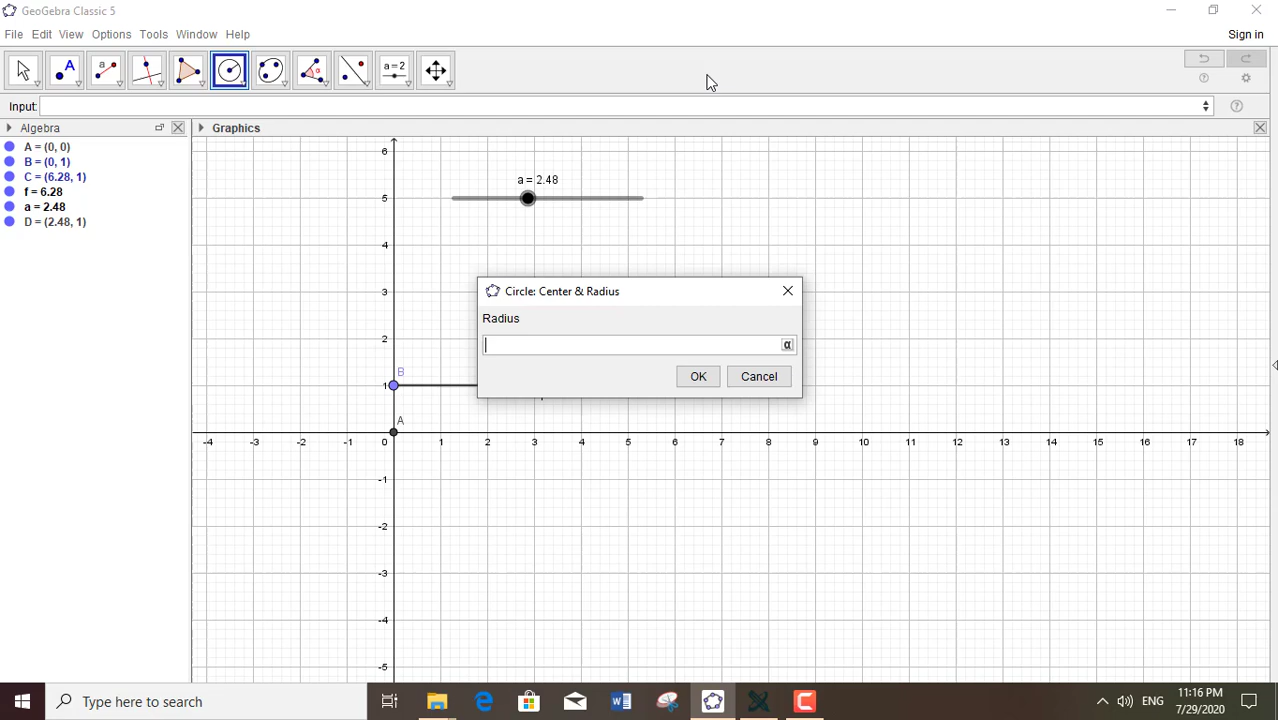 GeoGebra Classic 5
File Edit View Options Tools Window Help
Sign in
A
a
α
a=2
Input:
Algebra
Graphics
A = (0, 0)
B = (0, 1)
C = (6.28, 1)
f = 6.28
a = 2.48
D = (2.48, 1)
6
a = 2.48
5
4
3
Circle: Center & Radius
Radius
2
α
B
OK Cancel
1
A
-4 -3 -2 -1 0 1 2 3 4 5 6 7 8 9 10 11 12 13 14 15 16 17 18
-1
-2
-3
-4
-5
Type here to search
ENG
11:16 PM
7/29/2020